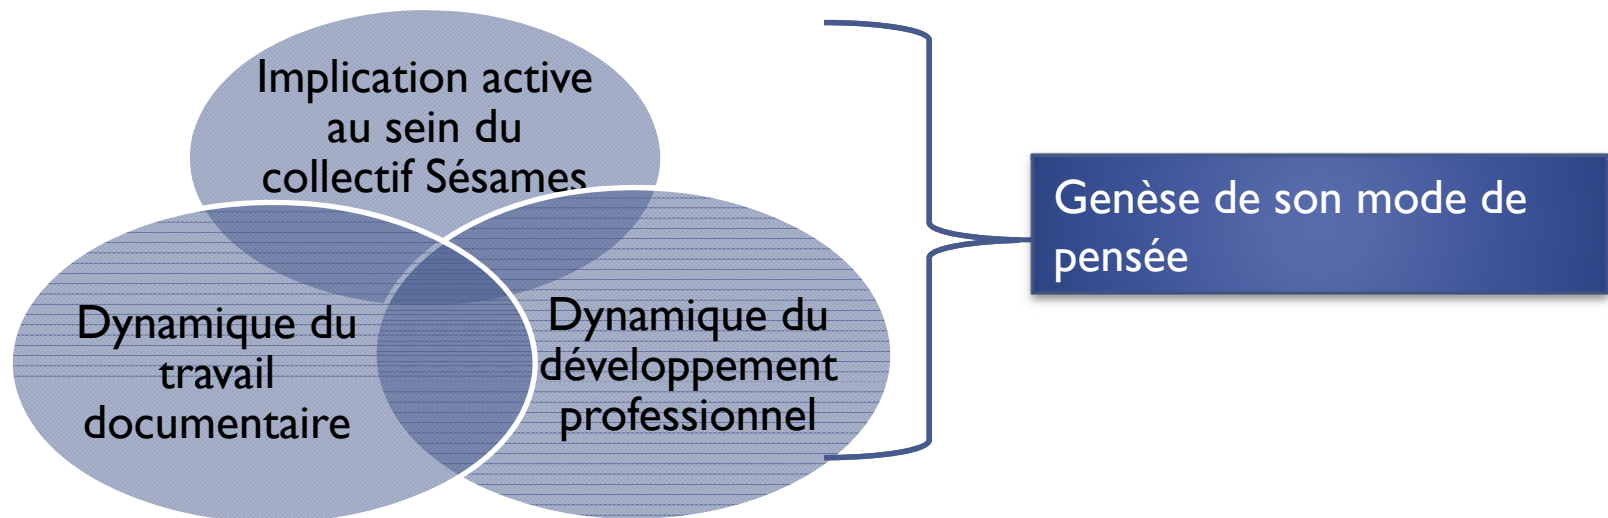 Implication active
au sein du
collectif Sésames
Dynamique du
travail
documentaire
Dynamique du
développement
professionnel
Genèse de son mode de
pensée